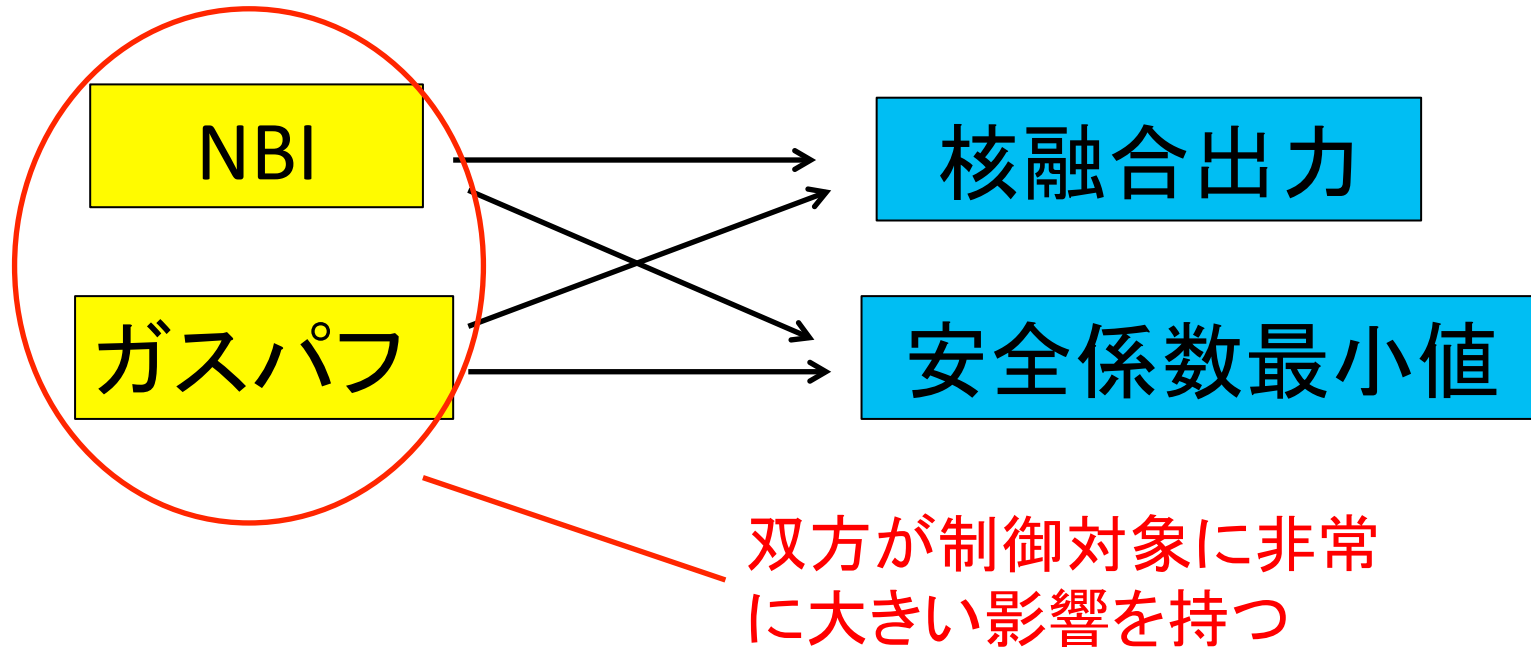 NBI
核融合出力
ガスパフ
安全係数最小値
双方が制御対象に非常
に大きい影響を持つ